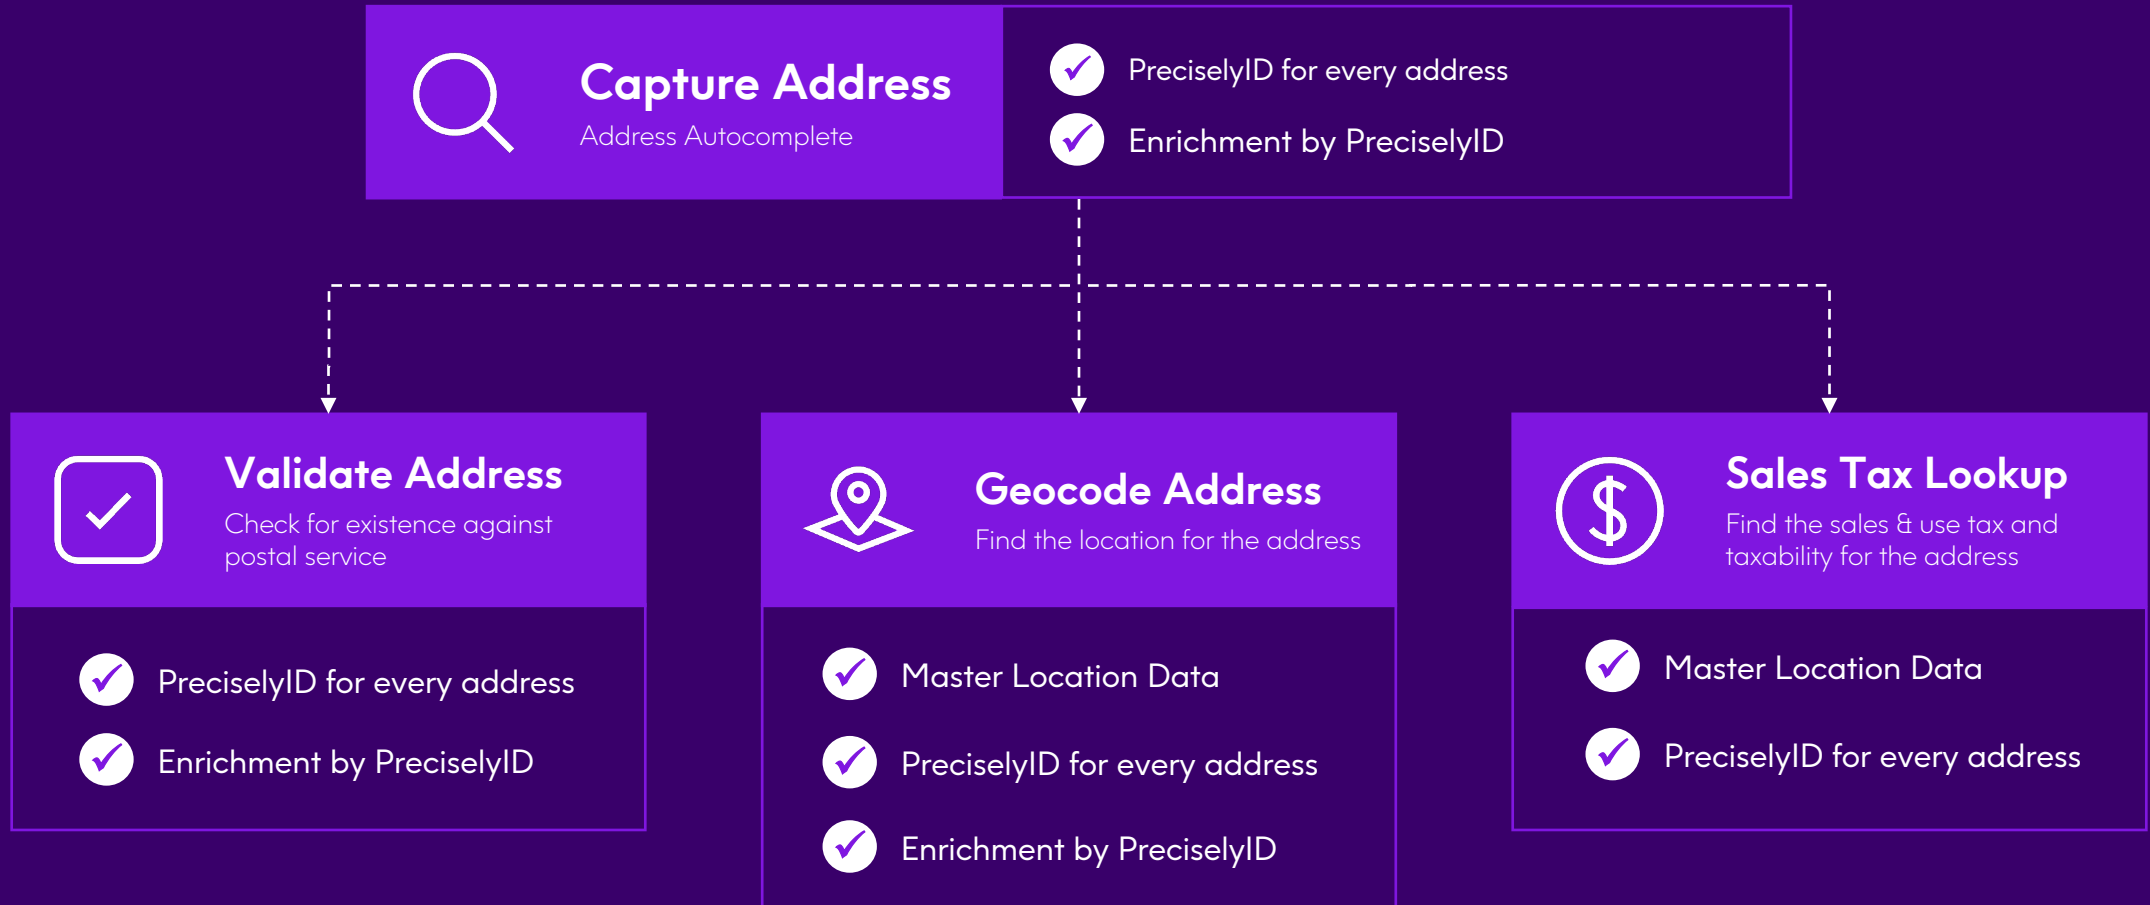 Capture Address
Address Autocomplete
PreciselyID for every address
Enrichment by PreciselyID
Validate Address
Check for existence against
postal service
PreciselyID for every address
Enrichment by PreciselyID
Geocode Address
Find the location for the address
Master Location Data
PreciselyID for every address
Enrichment by PreciselyID
Sales Tax Lookup
Find the sales & use tax and
taxability for the address
Master Location Data
PreciselyID for every address